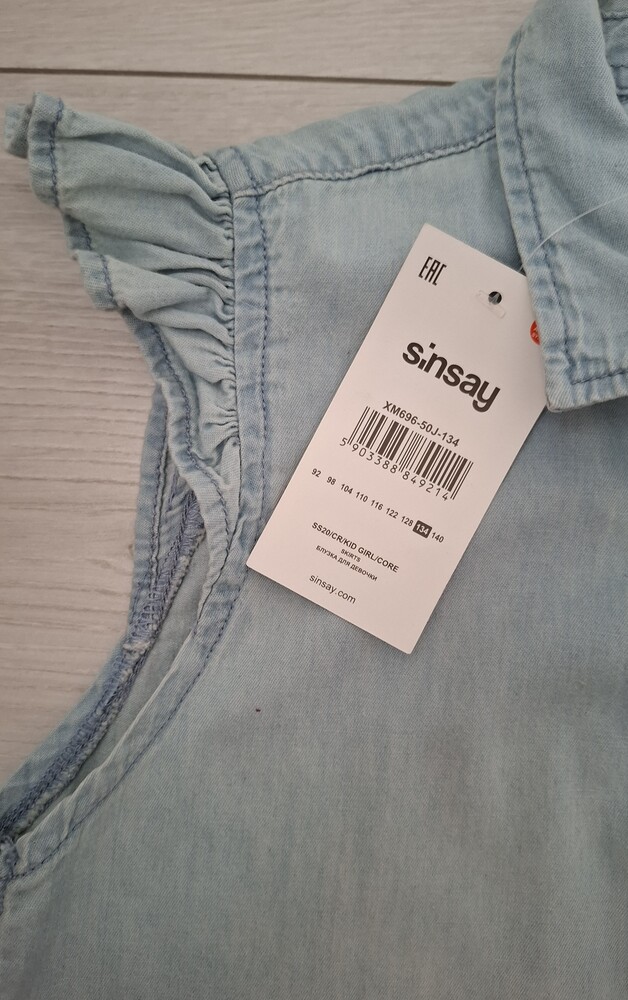 EAC
sinsay
XM696-50J-134
5 903388 849214
92 98 104 110 116 122 128 134 140
SS20/CR/KID GIRL/CORE
SKIRTS
БЛУЗКА ДЛЯ ДЕВОЧКИ
sinsay.com